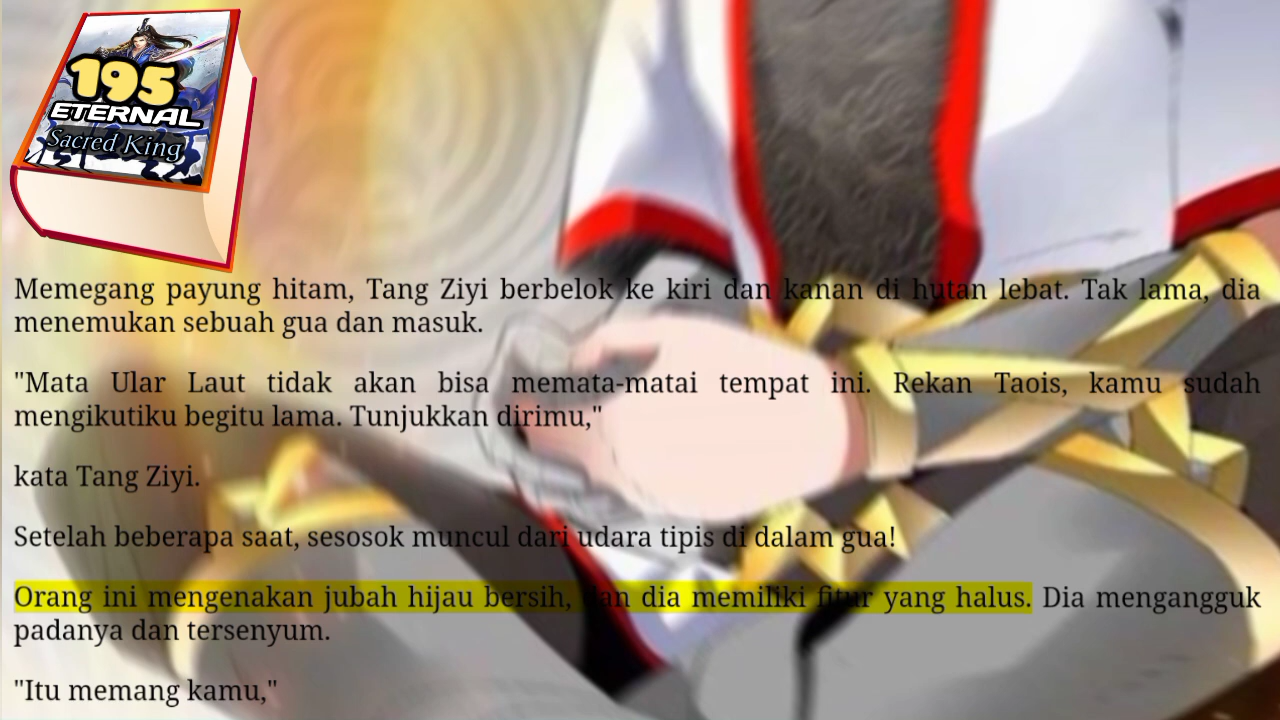 195
ETERNAL
Sacred King
Memegang payung hitam, Tang Ziyi berbelok ke kiri dan kanan di hutan lebat. Tak lama, dia
menemukan sebuah gua dan masuk.
"Mata Ular Laut tidak akan bisa memata-matai tempat ini. Rekan Taois, kamu sudah
mengikutiku begitu lama. Tunjukkan dirimu,"
kata Tang Ziyi.
Setelah beberapa saat, sesosok muncul dari udara tipis di dalam gua!
Orang ini mengenakan jubah hijau bersih, dan dia memiliki fitur yang halus. Dia mengangguk
padanya dan tersenyum.
"Itu memang kamu,"